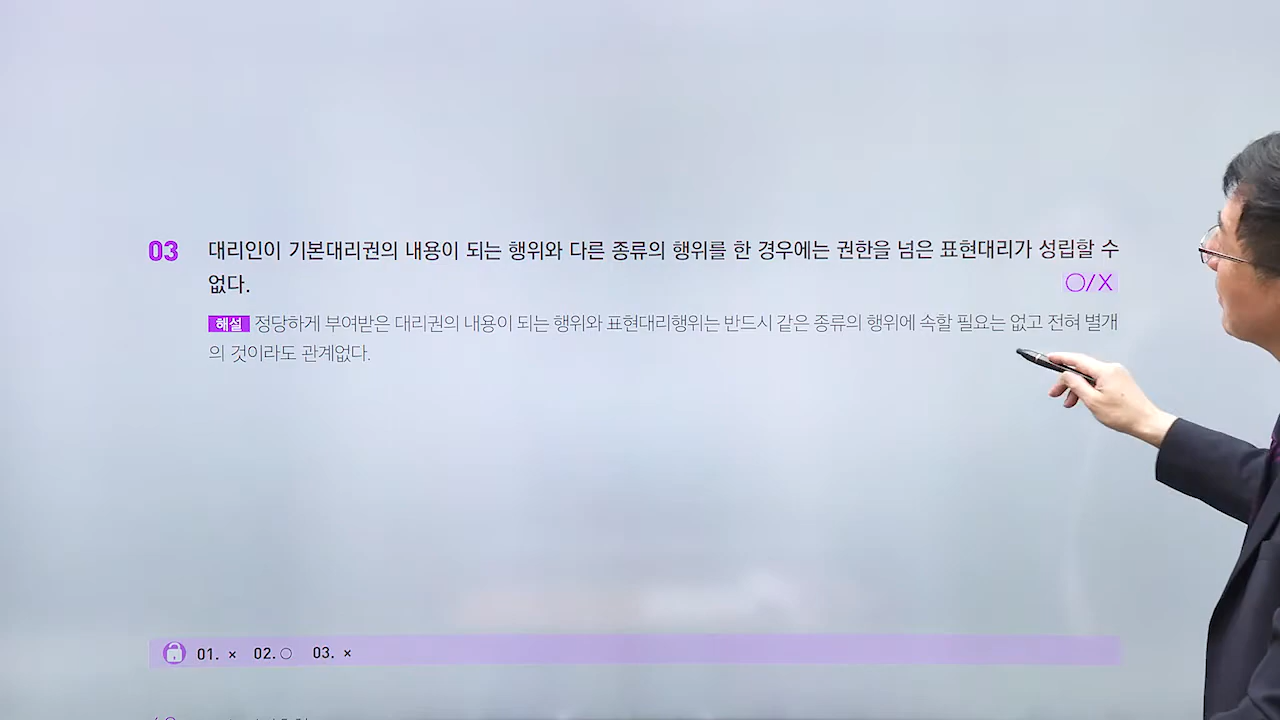 03 대리인이 기본대리권의 내용이 되는 행위와 다른 종류의 행위를 한 경우에는 권한을 넘은 표현대리가 성립할 수
없다. ○/X
해설 정당하게 부여받은 대리권의 내용이 되는 행위와 표현대리행위는 반드시 같은 종류의 행위에 속할 필요는 없고 전혀 별개
의 것이라도 관계없다.
01. × 02. ○ 03. ×